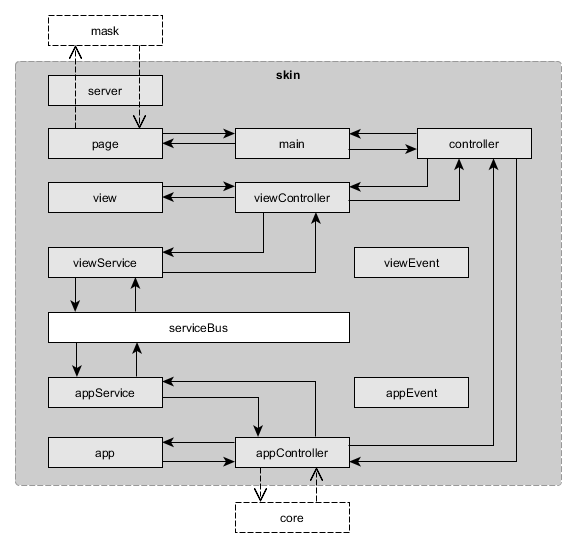 mask
skin
server
page
main
controller
view
viewController
viewService
viewEvent
serviceBus
appService
appEvent
app
appController
core